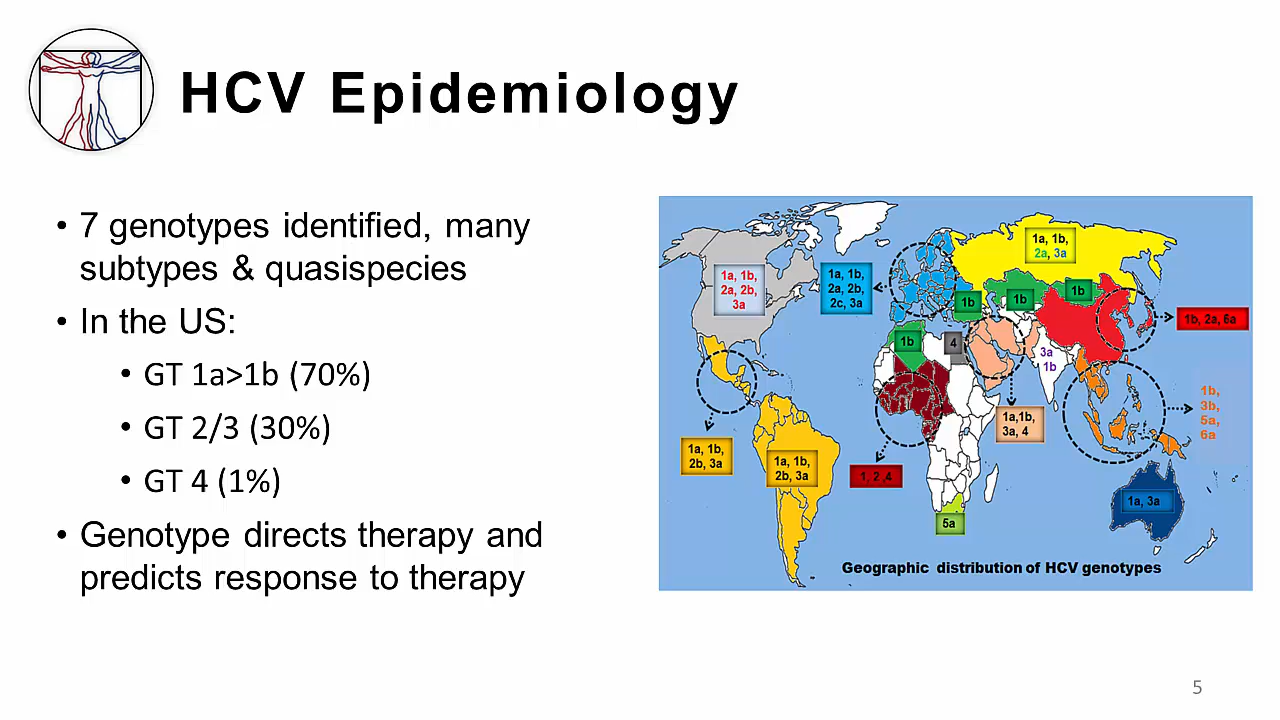 HCV Epidemiology
• 7 genotypes identified, many
subtypes & quasispecies
• In the US:
• GT 1a>1b (70%)
• GT 2/3 (30%)
• GT 4 (1%)
• Genotype directs therapy and
predicts response to therapy
1a, 1b,
2a, 2b,
3a
1a, 1b,
2a, 2b,
2c, 3a
1a, 1b,
2a, 3a
1b
1b
1b
1b, 2a, 6a
1b
4
3a
1b
1b,
3b,
5a,
6a
1a,1b,
3a, 4
1a, 1b,
2b, 3a
1a, 1b,
2b, 3a
1, 2 ,4
5a
1a, 3a
Geographic distribution of HCV genotypes
5